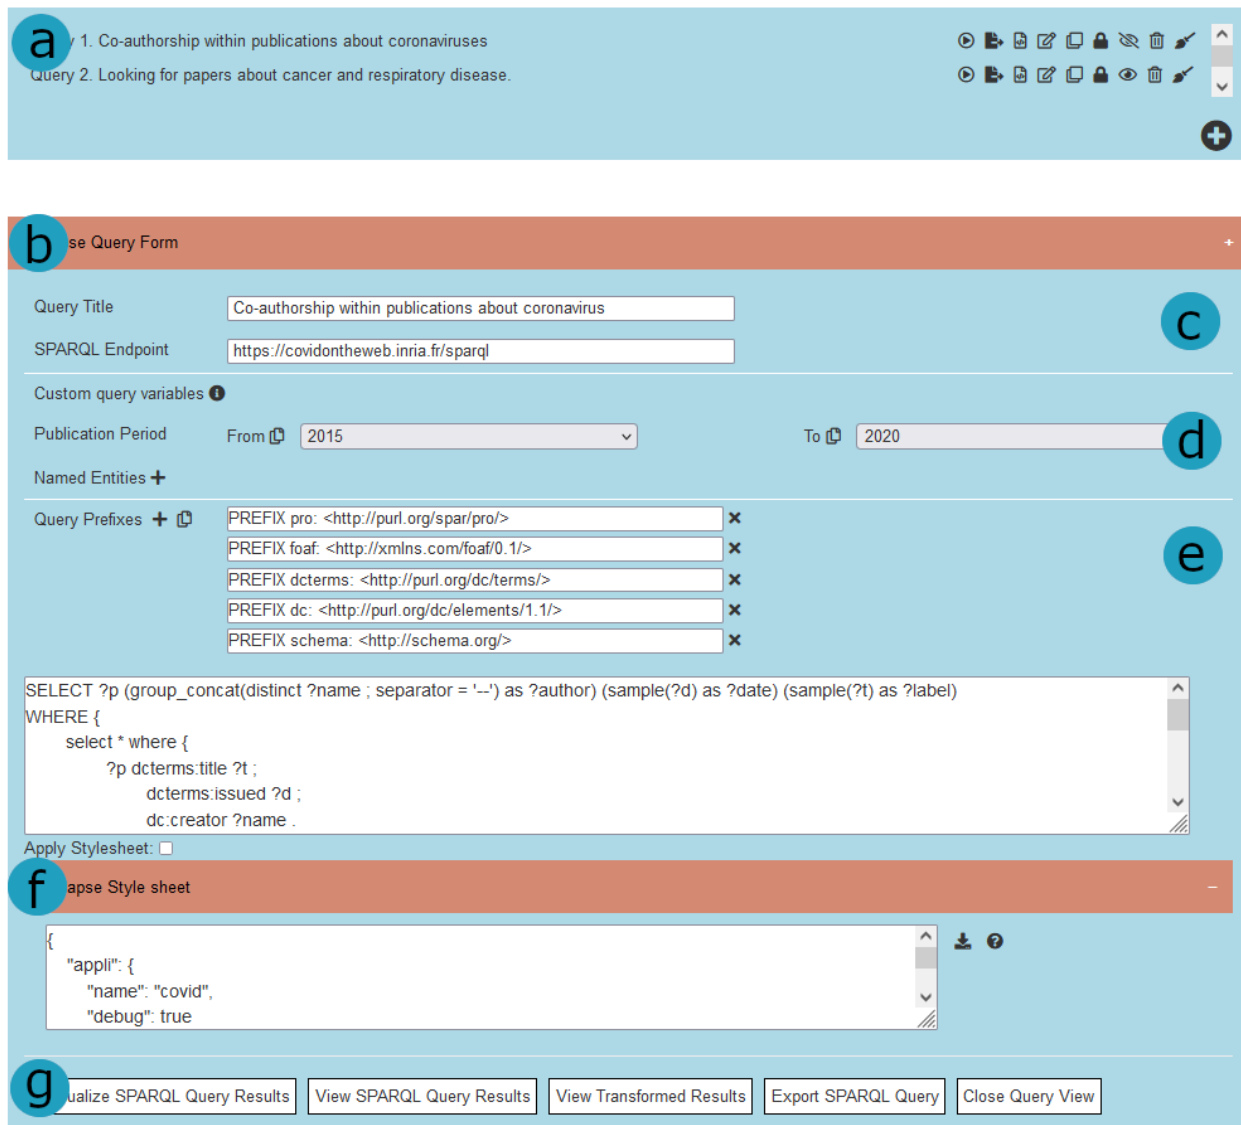 a
y 1. Co-authorship within publications about coronaviruses
Query 2. Looking for papers about cancer and respiratory disease.
b
se Query Form +
Query Title Co-authorship within publications about coronavirus
c
SPARQL Endpoint https://covidontheweb.inria.fr/sparql
Custom query variables
Publication Period From 2015 To 2020
d
Named Entities +
Query Prefixes + PREFIX pro: <http://purl.org/spar/pro/>
PREFIX foaf: <http://xmlns.com/foaf/0.1/>
e
PREFIX dcterms: <http://purl.org/dc/terms/>
PREFIX dc: <http://purl.org/dc/elements/1.1/>
PREFIX schema: <http://schema.org/>
SELECT ?p (group_concat(distinct ?name ; separator = '--') as ?author) (sample(?d) as ?date) (sample(?t) as ?label)
WHERE {
select * where {
?p dcterms:title ?t ;
dcterms:issued ?d ;
dc:creator ?name .
Apply Stylesheet:
f
apse Style sheet −
{
"appli": {
"name": "covid",
"debug": true
g
ualize SPARQL Query Results View SPARQL Query Results View Transformed Results Export SPARQL Query Close Query View